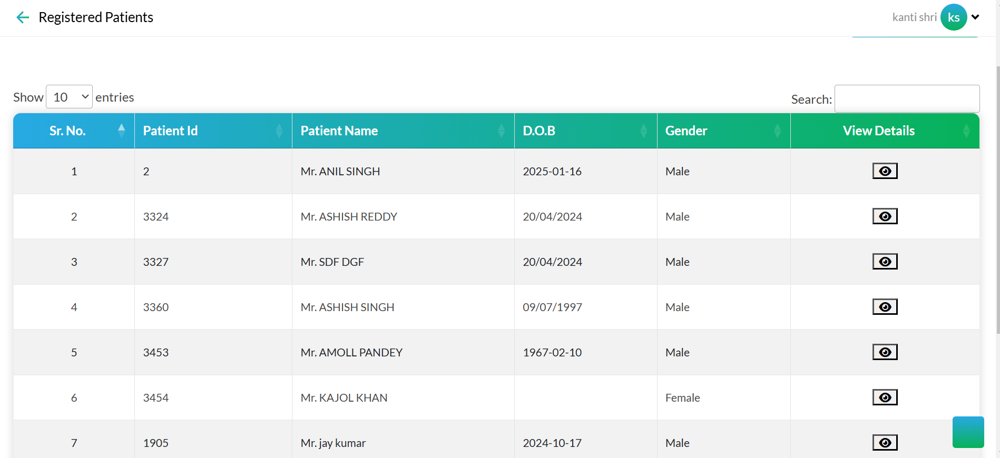 Registered Patients
kanti shri ks
Show 10 entries
Search:
Sr. No. Patient Id Patient Name D.O.B Gender View Details
1 2 Mr. ANIL SINGH 2025-01-16 Male
2 3324 Mr. ASHISH REDDY 20/04/2024 Male
3 3327 Mr. SDF DGF 20/04/2024 Male
4 3360 Mr. ASHISH SINGH 09/07/1997 Male
5 3453 Mr. AMOLL PANDEY 1967-02-10 Male
6 3454 Mr. KAJOL KHAN Female
7 1905 Mr. jay kumar 2024-10-17 Male